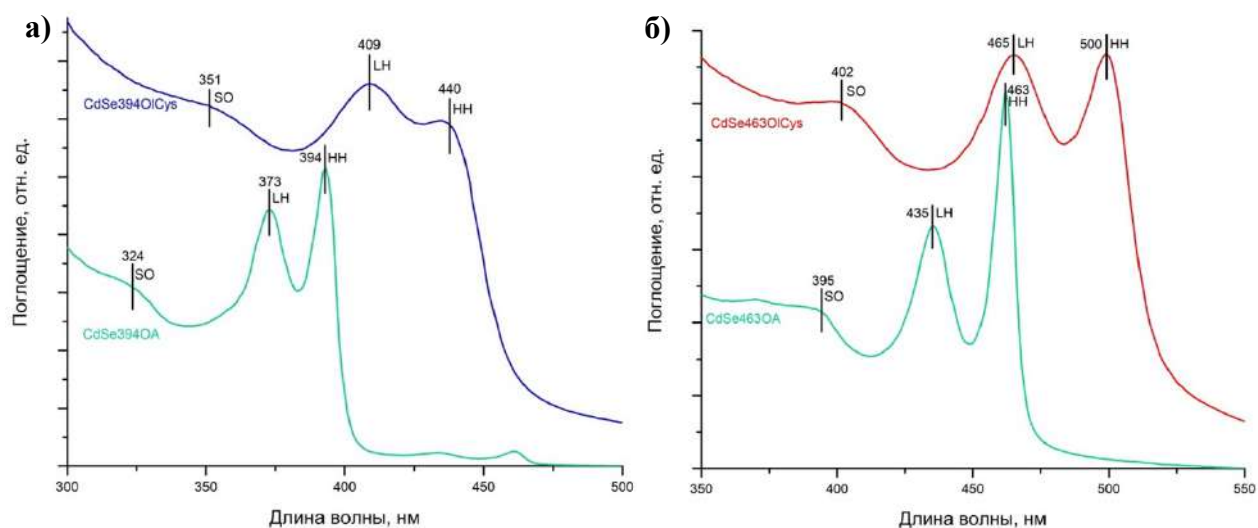 а)
409
LH
351
SO
440
HH
CdSe394OlCys
394
HH
373
LH
324
SO
CdSe394OA
Поглощение, отн. ед.
300
350
400
450
500
Длина волны, нм
б)
465
LH
500
HH
402
SO
463
HH
CdSe463OlCys
435
LH
395
SO
CdSe463OA
Поглощение, отн. ед.
350
400
450
500
550
Длина волны, нм